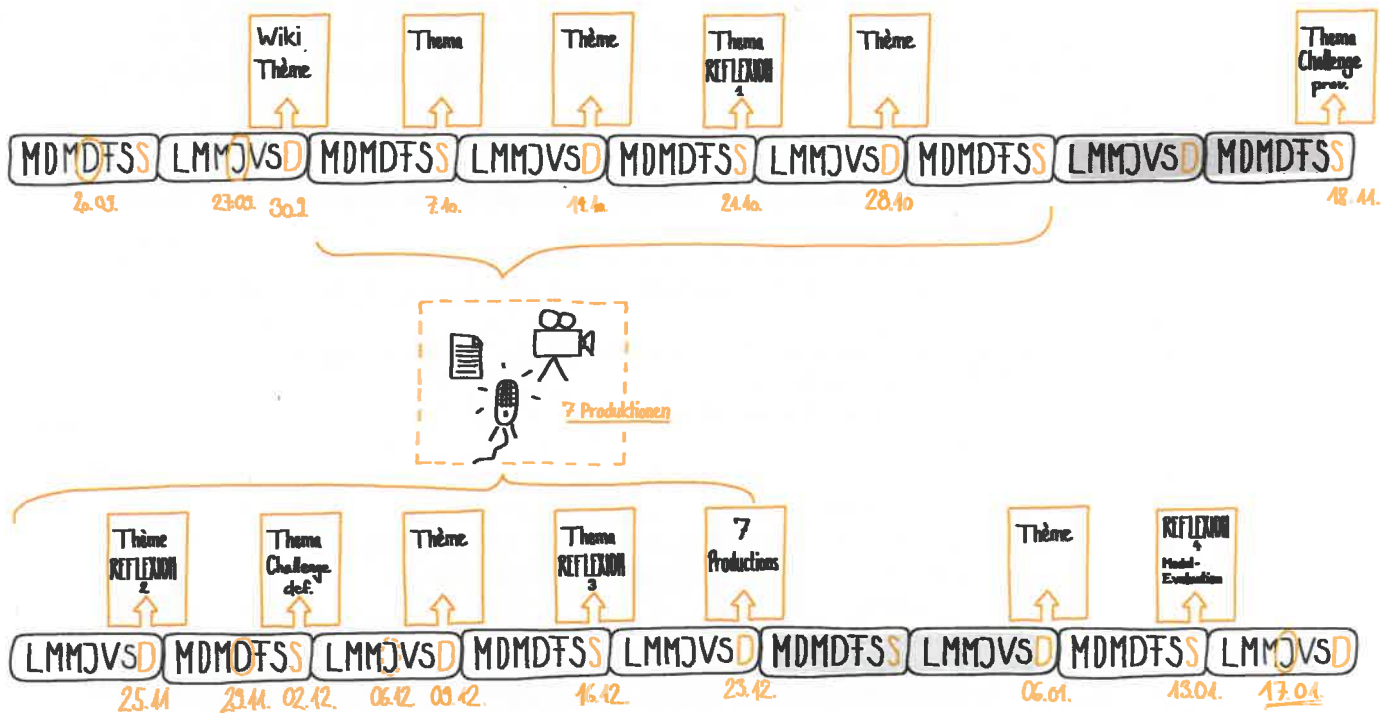 Wiki
Thème
Thema
Thème
Thema
REFLEXION
1
Thème
Thema
Challenge
prov.
MDMDFSS LMMJVSD MDMDFSS LMMJVSD MDMDFSS LMMJVSD MDMDFSS LMMJVSD MDMDFSS
20.09. 27.09. 30.9. 7.10. 14.10. 21.10. 28.10 18.11.
7 Produktionen
Thème
REFLEXION
2
Thema
Challenge
def.
Thème
Thema
REFLEXION
3
7
Productions
Thème
REFLEXION
4
Modul-
Evaluation
LMMJVSD MDMDFSS LMMJVSD MDMDFSS LMMJVSD MDMDFSS LMMJVSD MDMDFSS LMMJVSD
25.11 29.11. 02.12. 06.12 09.12. 16.12. 23.12. 06.01. 13.01. 17.01.